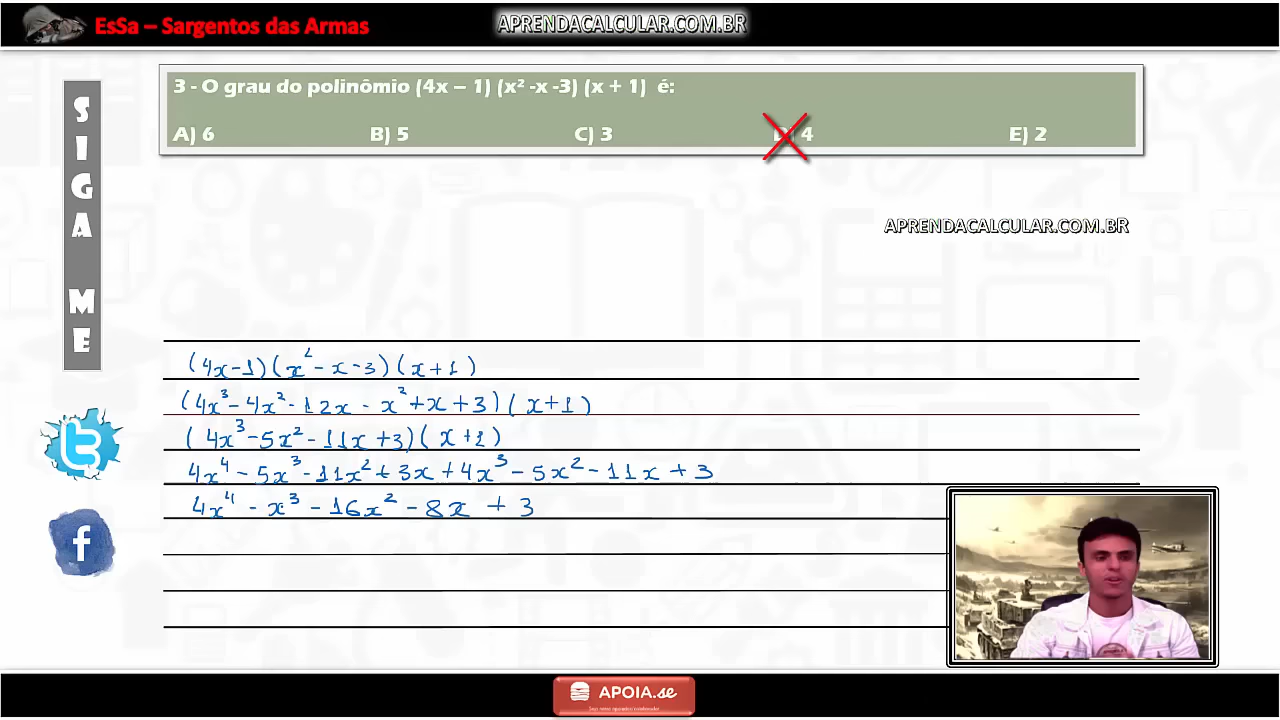 EsSa – Sargentos das Armas
APRENDACALCULAR.COM.BR
SIGA ME
3 - O grau do polinômio (4x – 1) (x² -x -3) (x + 1) é:
A) 6 B) 5 C) 3 D) 4 E) 2
APRENDACALCULAR.COM.BR
(4x-1)(x²-x-3)(x+1)
(4x³-4x²-12x-x²+x+3)(x+1)
(4x³-5x²-11x+3)(x+1)
4x⁴-5x³-11x²+3x+4x³-5x²-11x+3
4x⁴-x³-16x²-8x+3
f
APOIA.se